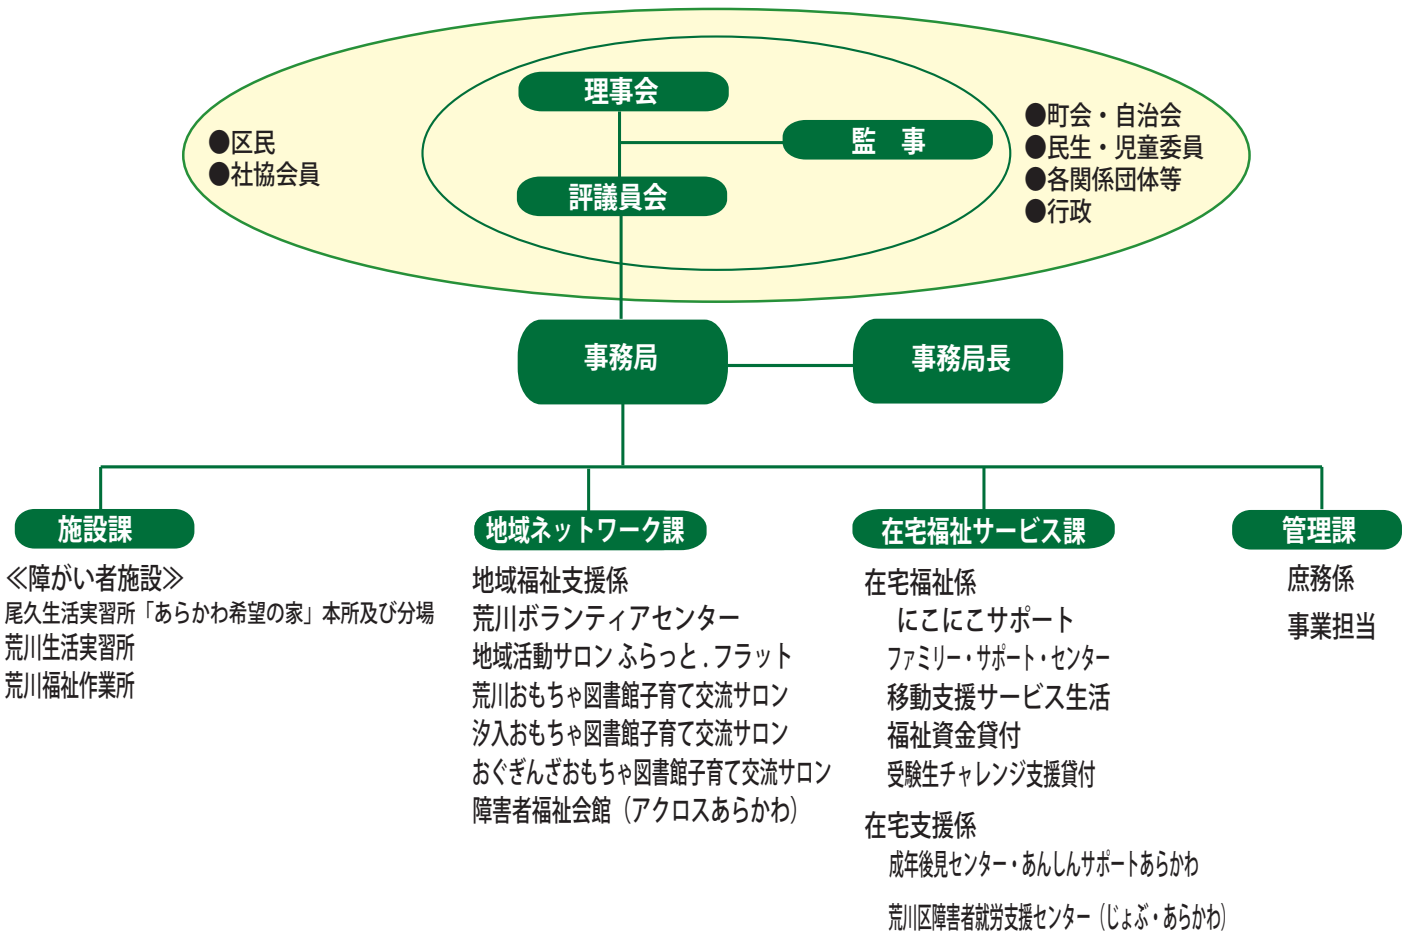 理事会
監　事
評議員会
●区民
●社協会員
●町会・自治会
●民生・児童委員
●各関係団体等
●行政
事務局
事務局長
施設課
≪障がい者施設≫
尾久生活実習所「あらかわ希望の家」本所及び分場
荒川生活実習所
荒川福祉作業所
地域ネットワーク課
地域福祉支援係
荒川ボランティアセンター
地域活動サロン ふらっと．フラット
荒川おもちゃ図書館子育て交流サロン
汐入おもちゃ図書館子育て交流サロン
おぐぎんざおもちゃ図書館子育て交流サロン
障害者福祉会館（アクロスあらかわ）
在宅福祉サービス課
在宅福祉係
にこにこサポート
ファミリー・サポート・センター
移動支援サービス生活
福祉資金貸付
受験生チャレンジ支援貸付
在宅支援係
成年後見センター・あんしんサポートあらかわ
荒川区障害者就労支援センター（じょぶ・あらかわ）
管理課
庶務係
事業担当